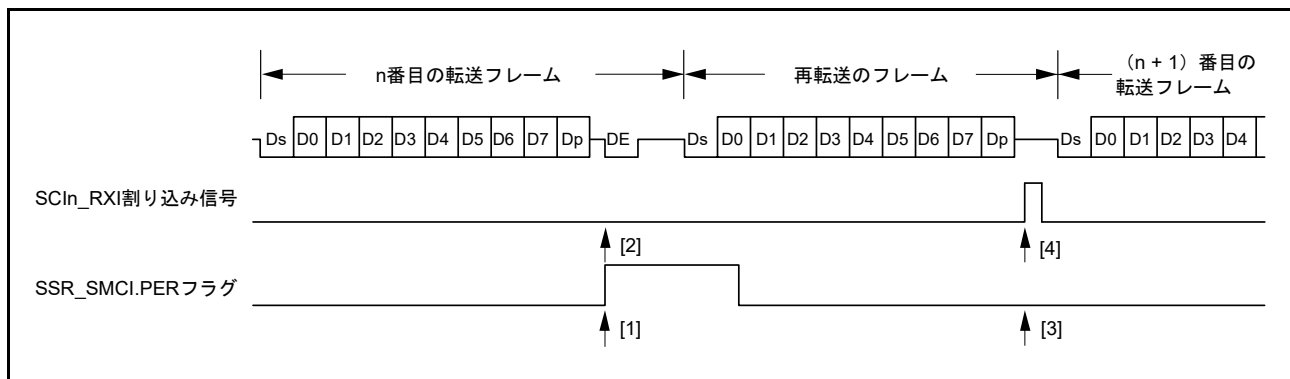 n番目の転送フレーム
再転送のフレーム
（n + 1）番目の
転送フレーム
Ds D0 D1 D2 D3 D4 D5 D6 D7 Dp DE Ds D0 D1 D2 D3 D4 D5 D6 D7 Dp Ds D0 D1 D2 D3 D4
SCIn_RXI割り込み信号
[2] [4]
SSR_SMCI.PERフラグ
[1] [3]